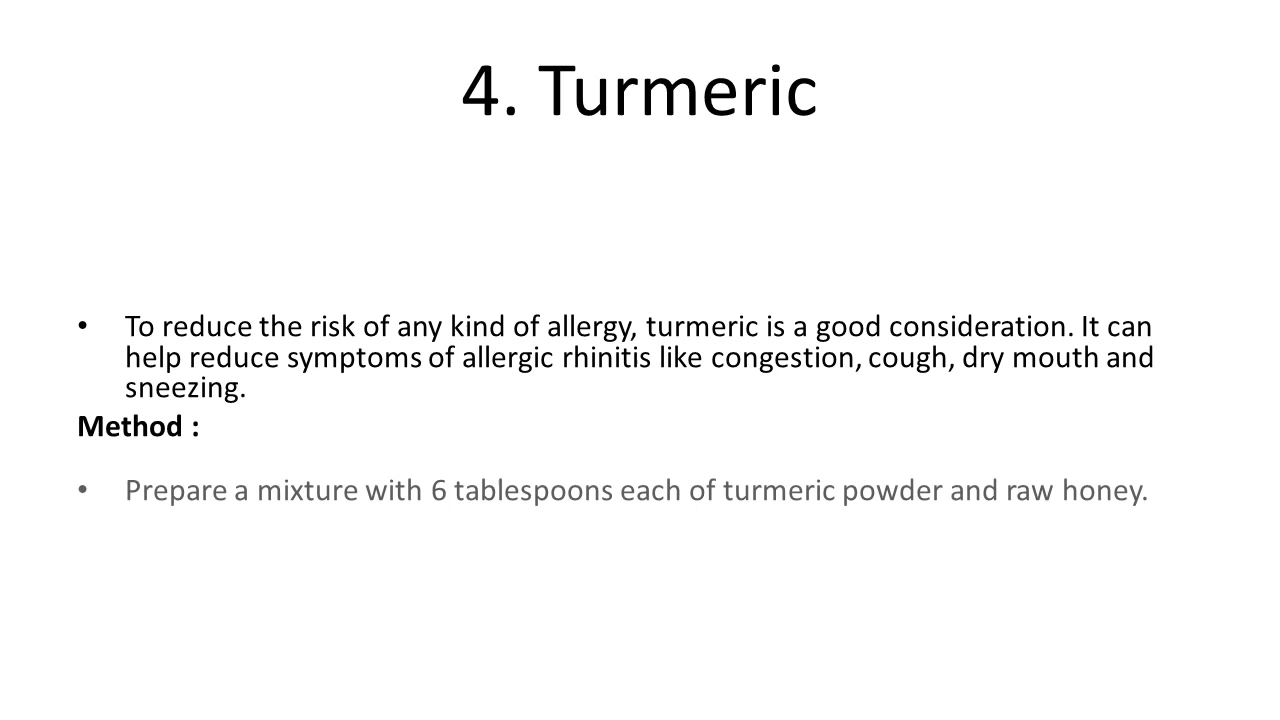 4. Turmeric
• To reduce the risk of any kind of allergy, turmeric is a good consideration. It can
help reduce symptoms of allergic rhinitis like congestion, cough, dry mouth and
sneezing.
Method :
• Prepare a mixture with 6 tablespoons each of turmeric powder and raw honey.